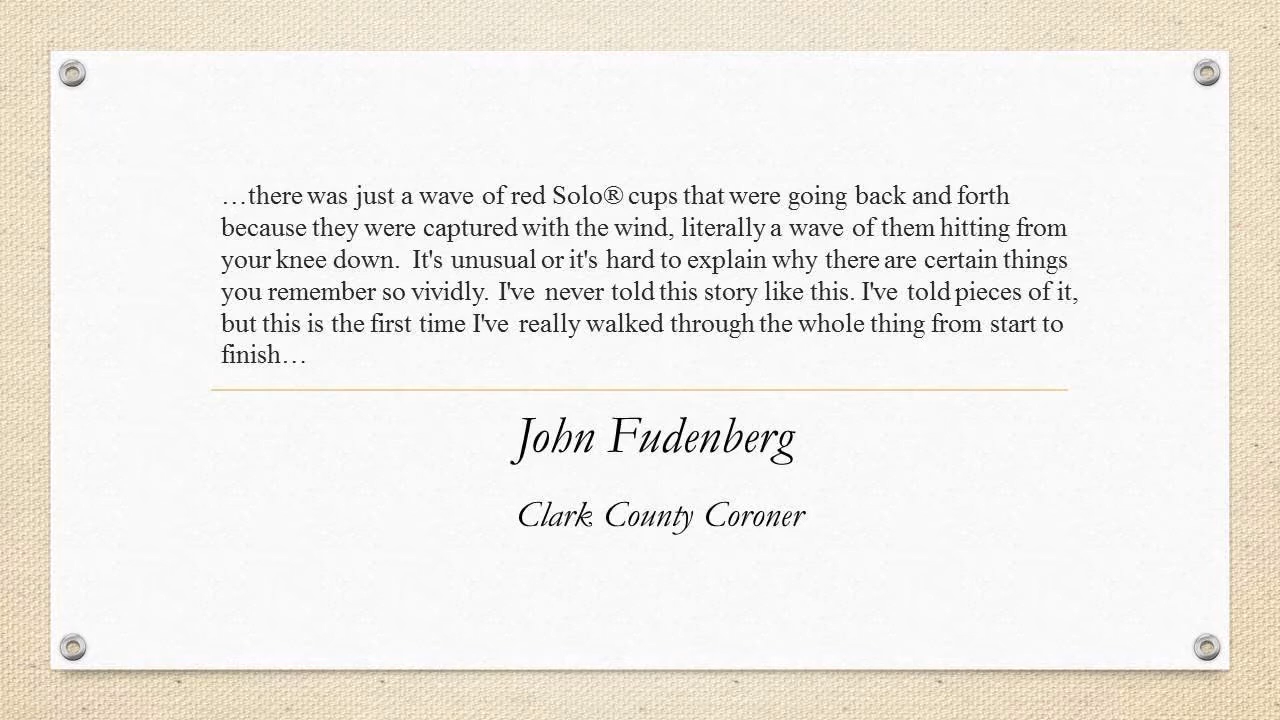 …there was just a wave of red Solo® cups that were going back and forth
because they were captured with the wind, literally a wave of them hitting from
your knee down.  It's unusual or it's hard to explain why there are certain things
you remember so vividly. I've never told this story like this. I've told pieces of it,
but this is the first time I've really walked through the whole thing from start to
finish…
John Fudenberg
Clark County Coroner